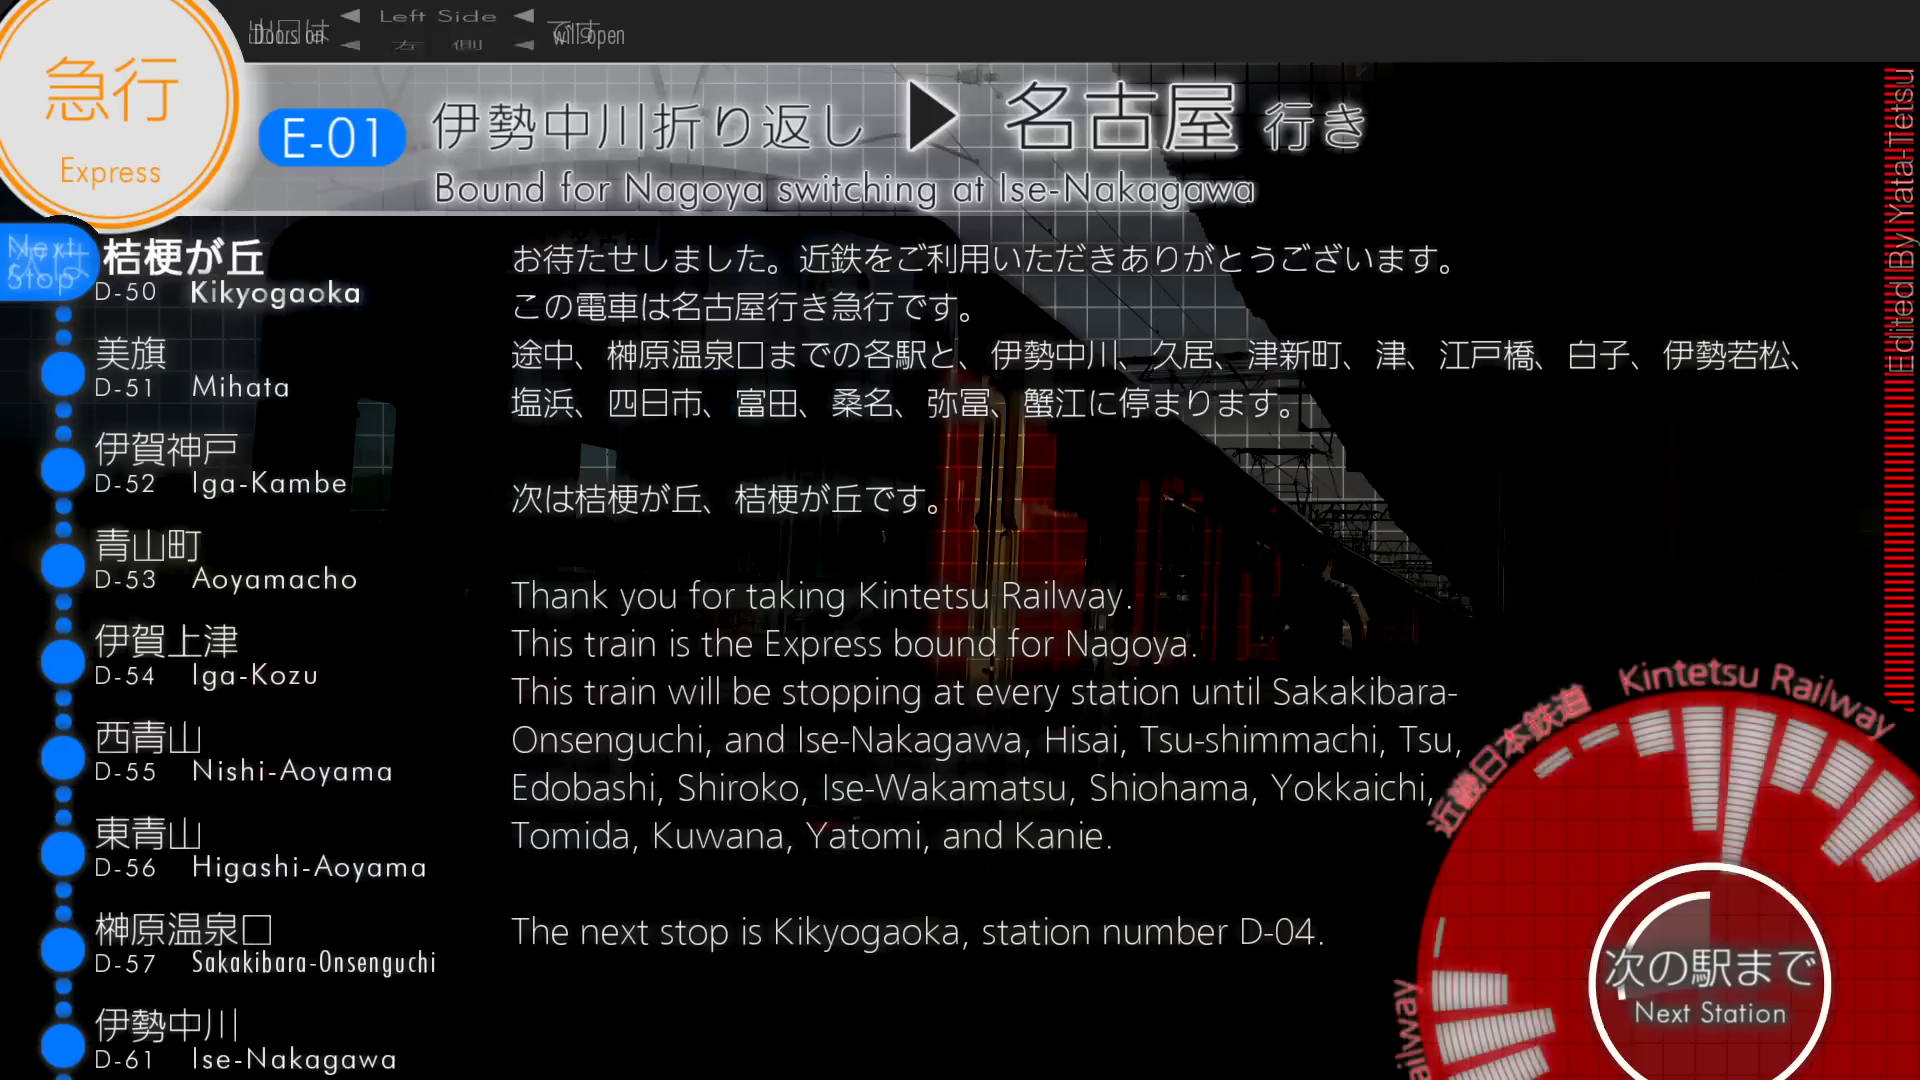 Doors on
Left Side
左 側
will open
急行
Express
E-01
伊勢中川折り返し ▶ 名古屋 行き
Bound for Nagoya switching at Ise-Nakagawa
Edited By Yata-Tetsu
Next
Stop
桔梗が丘
D-50 Kikyogaoka
美旗
D-51 Mihata
伊賀神戸
D-52 Iga-Kambe
青山町
D-53 Aoyamacho
伊賀上津
D-54 Iga-Kozu
西青山
D-55 Nishi-Aoyama
東青山
D-56 Higashi-Aoyama
榊原温泉口
D-57 Sakakibara-Onsenguchi
伊勢中川
D-61 Ise-Nakagawa
お待たせしました。近鉄をご利用いただきありがとうございます。
この電車は名古屋行き急行です。
途中、榊原温泉口までの各駅と、伊勢中川、久居、津新町、津、江戸橋、白子、伊勢若松、
塩浜、四日市、富田、桑名、弥冨、蟹江に停まります。
次は桔梗が丘、桔梗が丘です。
Thank you for taking Kintetsu Railway.
This train is the Express bound for Nagoya.
This train will be stopping at every station until Sakakibara-
Onsenguchi, and Ise-Nakagawa, Hisai, Tsu-shimmachi, Tsu,
Edobashi, Shiroko, Ise-Wakamatsu, Shiohama, Yokkaichi,
Tomida, Kuwana, Yatomi, and Kanie.
The next stop is Kikyogaoka, station number D-04.
近畿日本鉄道
Kintetsu Railway
ailway
次の駅まで
Next Station